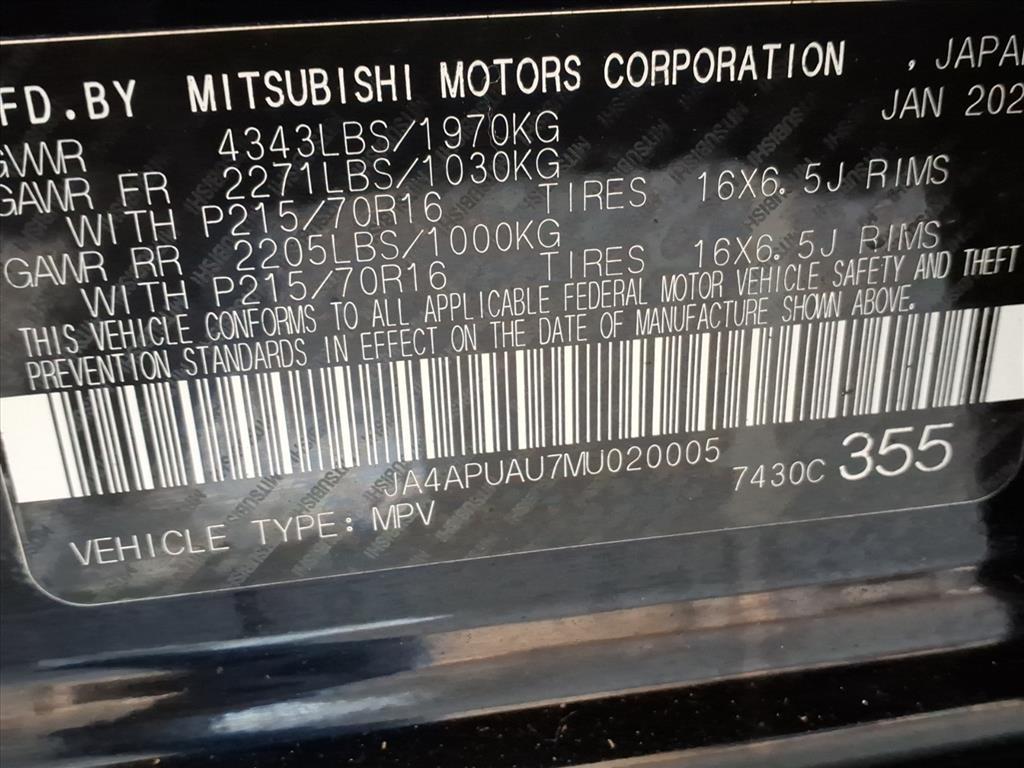 FD.BY MITSUBISHI MOTORS CORPORATION , JAPAN
JAN 202
GVWR 4343LBS/1970KG
GAWR FR 2271LBS/1030KG
WITH P215/70R16 TIRES 16X6.5J RIMS
GAWR RR 2205LBS/1000KG
WITH P215/70R16 TIRES 16X6.5J RIMS
THIS VEHICLE CONFORMS TO ALL APPLICABLE FEDERAL MOTOR VEHICLE SAFETY AND THEFT
PREVENTION STANDARDS IN EFFECT ON THE DATE OF MANUFACTURE SHOWN ABOVE.
JA4APUAU7MU020005 7430C 355
VEHICLE TYPE: MPV